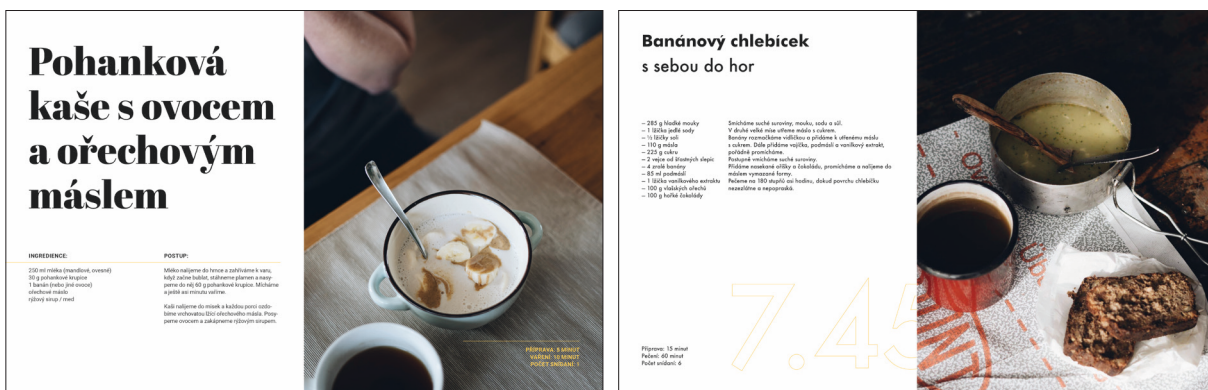 Pohanková
kaše s ovocem
a ořechovým
máslem
INGREDIENCE:
250 ml mléka (mandlové, ovesné)
30 g pohankové krupice
1 banán (nebo jiné ovoce)
ořechové máslo
rýžový sirup / med
POSTUP:
Mléko nalijeme do hrnce a zahříváme k varu,
když začne bublat, stáhneme plamen a nasy-
peme do něj 60 g pohankové krupice. Mícháme
a ještě asi minutu vaříme.
Kaši nalijeme do misek a každou porci ozdo-
bíme vrchovatou lžící ořechového másla. Posy-
peme ovocem a zakápneme rýžovým sirupem.
PŘÍPRAVA: 5 MINUT
VAŘENÍ: 10 MINUT
POČET SNÍDANÍ: 1
Banánový chlebícek
s sebou do hor
– 285 g hladké mouky
– 1 lžička jedlé sody
– ½ lžičky soli
– 110 g másla
– 225 g cukru
– 2 vejce od šťastných slepic
– 4 zralé banány
– 85 ml podmáslí
– 1 lžička vanilkového extraktu
– 100 g vlašských ořechů
– 100 g hořké čokolády
Smícháme suché suroviny, mouku, sodu a sůl.
V druhé velké míse utřeme máslo s cukrem.
Banány rozmačkáme vidličkou a přidáme k utřenému máslu
s cukrem. Dále přidáme vajíčka, podmáslí a vanilkový extrakt,
pořádně promícháme.
Postupně vmícháme suché suroviny.
Přidáme nasekané oříšky a čokoládu, promícháme a nalijeme do
máslem vymazané formy.
Pečeme na 180 stupňů asi hodinu, dokud povrchu chlebíčku
nezezlátne a nepopraská.
7.45
Příprava: 15 minut
Pečení: 60 minut
Počet snídaní: 6